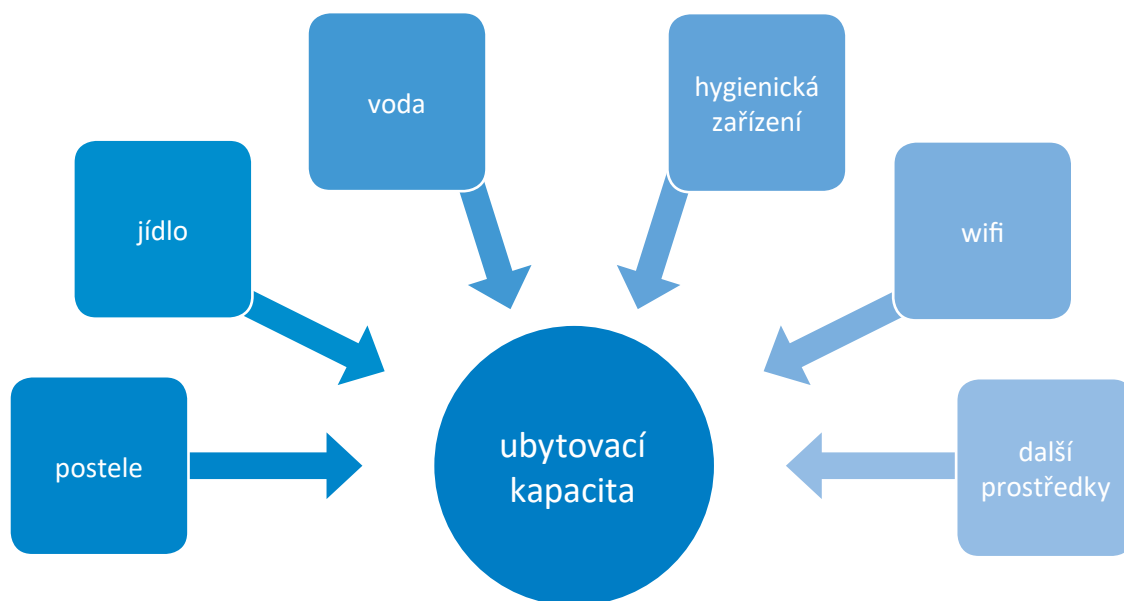 voda
hygienická
zařízení
jídlo
wifi
postele
ubytovací
kapacita
další
prostředky